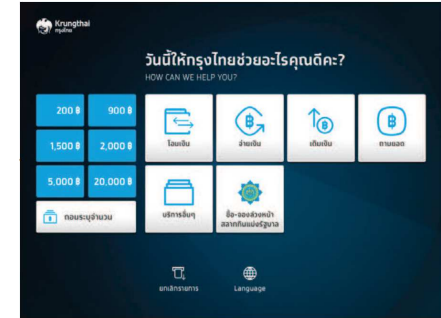 Krungthai
กรุงไทย
วันนี้ให้กรุงไทยช่วยอะไรคุณดีคะ?
HOW CAN WE HELP YOU?
200 ฿
900 ฿
1,500 ฿
2,000 ฿
5,000 ฿
20,000 ฿
ถอนระบุจำนวน
โอนเงิน
จ่ายเงิน
เติมเงิน
ถามยอด
บริการอื่นๆ
ซื้อ-จองล่วงหน้า
สลากกินแบ่งรัฐบาล
ยกเลิกรายการ
Language